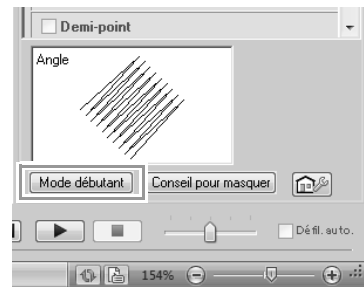 Demi-point
Angle
Mode débutant Conseil pour masquer
Défil. auto.
154%